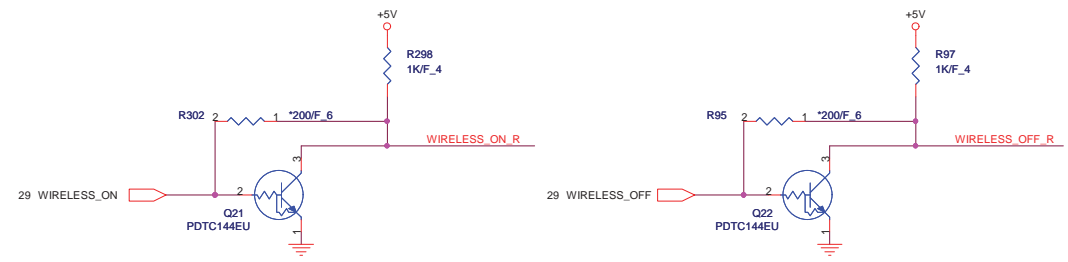 +5V
R298
1K/F_4
R302
2
1
*200/F_6
WIRELESS_ON_R
3
29 WIRELESS_ON
2
Q21
PDTC144EU
1
+5V
R97
1K/F_4
R95
2
1
*200/F_6
WIRELESS_OFF_R
3
29 WIRELESS_OFF
2
Q22
PDTC144EU
1